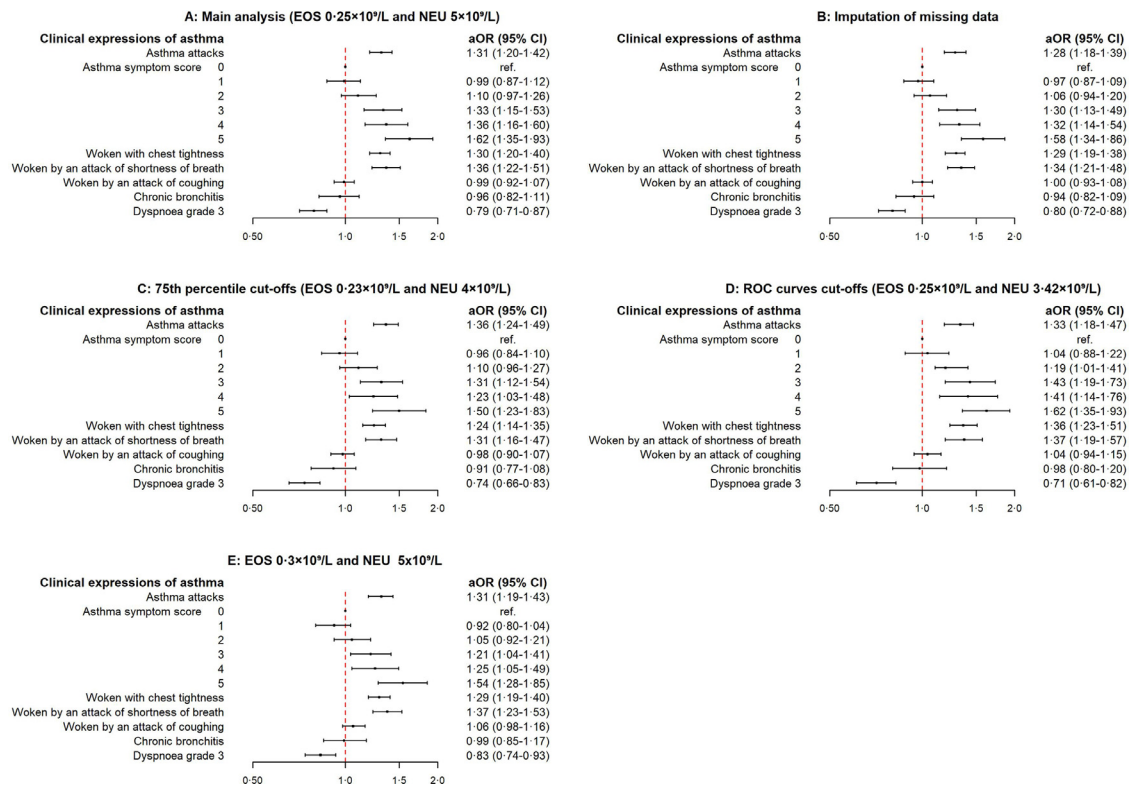 A: Main analysis (EOS 0·25×10⁹/L and NEU 5×10⁹/L)
Clinical expressions of asthma aOR (95% CI)
Asthma attacks 1·31 (1·20-1·42)
Asthma symptom score 0 ref.
1 0·99 (0·87-1·12)
2 1·10 (0·97-1·26)
3 1·33 (1·15-1·53)
4 1·36 (1·16-1·60)
5 1·62 (1·35-1·93)
Woken with chest tightness 1·30 (1·20-1·40)
Woken by an attack of shortness of breath 1·36 (1·22-1·51)
Woken by an attack of coughing 0·99 (0·92-1·07)
Chronic bronchitis 0·96 (0·82-1·11)
Dyspnoea grade 3 0·79 (0·71-0·87)
0·50 1·0 1·5 2·0
B: Imputation of missing data
Clinical expressions of asthma aOR (95% CI)
Asthma attacks 1·28 (1·18-1·39)
Asthma symptom score 0 ref.
1 0·97 (0·87-1·09)
2 1·06 (0·94-1·20)
3 1·30 (1·13-1·49)
4 1·32 (1·14-1·54)
5 1·58 (1·34-1·86)
Woken with chest tightness 1·29 (1·19-1·38)
Woken by an attack of shortness of breath 1·34 (1·21-1·48)
Woken by an attack of coughing 1·00 (0·93-1·08)
Chronic bronchitis 0·94 (0·82-1·09)
Dyspnoea grade 3 0·80 (0·72-0·88)
0·50 1·0 1·5 2·0
C: 75th percentile cut-offs (EOS 0·23×10⁹/L and NEU 4×10⁹/L)
Clinical expressions of asthma aOR (95% CI)
Asthma attacks 1·36 (1·24-1·49)
Asthma symptom score 0 ref.
1 0·96 (0·84-1·10)
2 1·10 (0·96-1·27)
3 1·31 (1·12-1·54)
4 1·23 (1·03-1·48)
5 1·50 (1·23-1·83)
Woken with chest tightness 1·24 (1·14-1·35)
Woken by an attack of shortness of breath 1·31 (1·16-1·47)
Woken by an attack of coughing 0·98 (0·90-1·07)
Chronic bronchitis 0·91 (0·77-1·08)
Dyspnoea grade 3 0·74 (0·66-0·83)
0·50 1·0 1·5 2·0
D: ROC curves cut-offs (EOS 0·25×10⁹/L and NEU 3·42×10⁹/L)
Clinical expressions of asthma aOR (95% CI)
Asthma attacks 1·33 (1·18-1·47)
Asthma symptom score 0 ref.
1 1·04 (0·88-1·22)
2 1·19 (1·01-1·41)
3 1·43 (1·19-1·73)
4 1·41 (1·14-1·76)
5 1·62 (1·35-1·93)
Woken with chest tightness 1·36 (1·23-1·51)
Woken by an attack of shortness of breath 1·37 (1·19-1·57)
Woken by an attack of coughing 1·04 (0·94-1·15)
Chronic bronchitis 0·98 (0·80-1·20)
Dyspnoea grade 3 0·71 (0·61-0·82)
0·50 1·0 1·5 2·0
E: EOS 0·3×10⁹/L and NEU 5x10⁹/L
Clinical expressions of asthma aOR (95% CI)
Asthma attacks 1·31 (1·19-1·43)
Asthma symptom score 0 ref.
1 0·92 (0·80-1·04)
2 1·05 (0·92-1·21)
3 1·21 (1·04-1·41)
4 1·25 (1·05-1·49)
5 1·54 (1·28-1·85)
Woken with chest tightness 1·29 (1·19-1·40)
Woken by an attack of shortness of breath 1·37 (1·23-1·53)
Woken by an attack of coughing 1·06 (0·98-1·16)
Chronic bronchitis 0·99 (0·85-1·17)
Dyspnoea grade 3 0·83 (0·74-0·93)
0·50 1·0 1·5 2·0